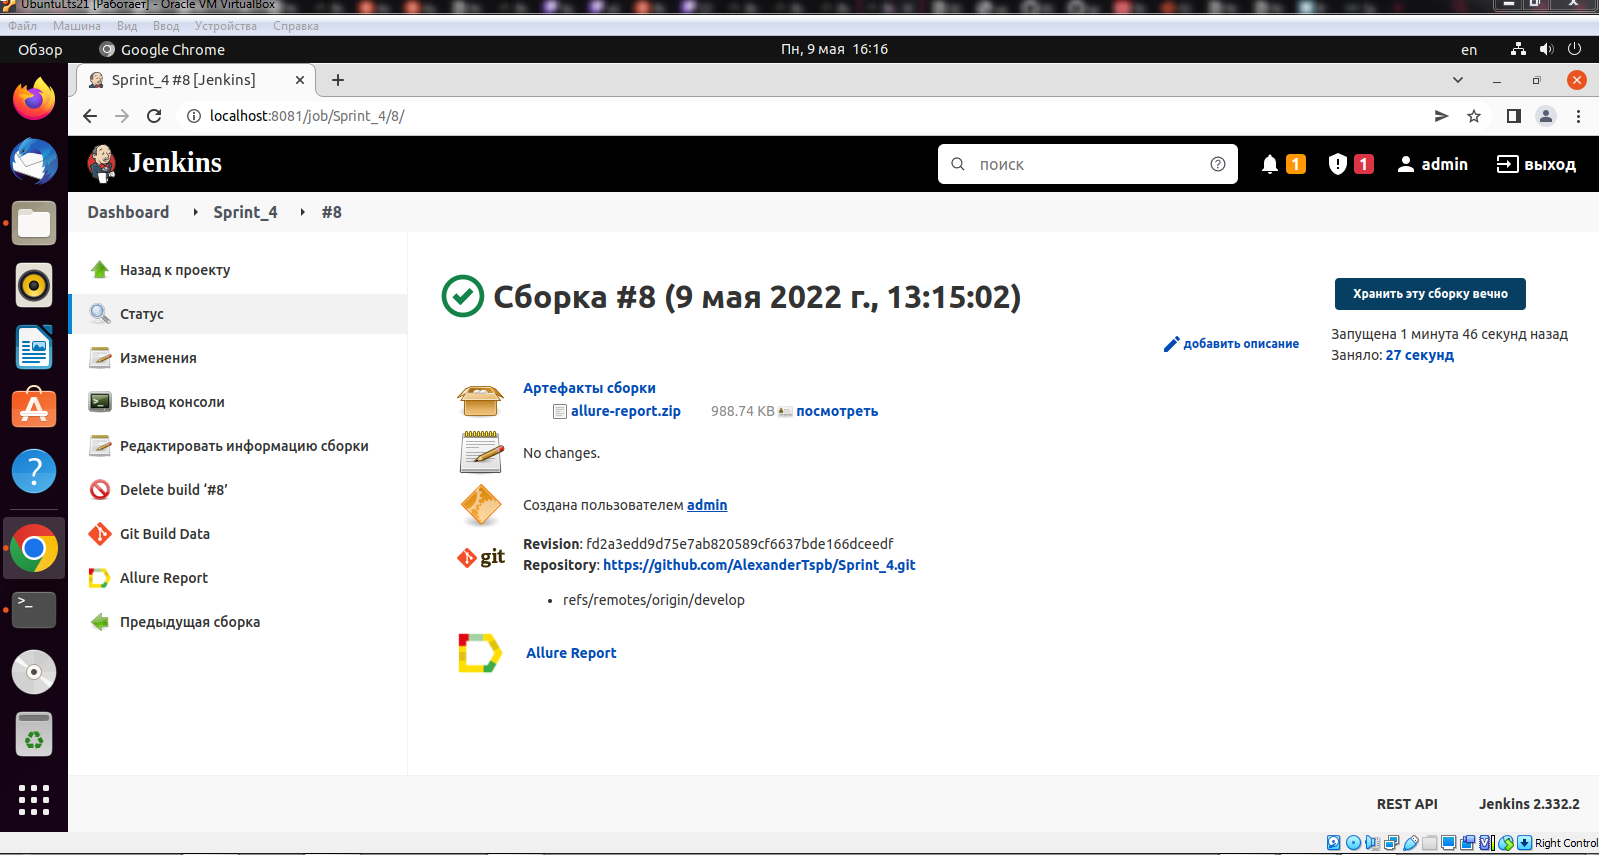 UbuntuLts21 [Работает] - Oracle VM VirtualBox
Файл Машина Вид Ввод Устройства Справка
Обзор Google Chrome Пн, 9 мая 16:16 en
Sprint_4 #8 [Jenkins]
localhost:8081/job/Sprint_4/8/
Jenkins поиск 1 1 admin выход
Dashboard Sprint_4 #8
Назад к проекту
Статус
Изменения
Вывод консоли
Редактировать информацию сборки
Delete build ‘#8’
Git Build Data
Allure Report
Предыдущая сборка
Сборка #8 (9 мая 2022 г., 13:15:02)
Хранить эту сборку вечно
добавить описание
Запущена 1 минута 46 секунд назад
Заняло: 27 секунд
Артефакты сборки
allure-report.zip 988.74 KB посмотреть
No changes.
Создана пользователем admin
git
Revision: fd2a3edd9d75e7ab820589cf6637bde166dceedf
Repository: https://github.com/AlexanderTspb/Sprint_4.git
refs/remotes/origin/develop
Allure Report
REST API Jenkins 2.332.2
Right Control